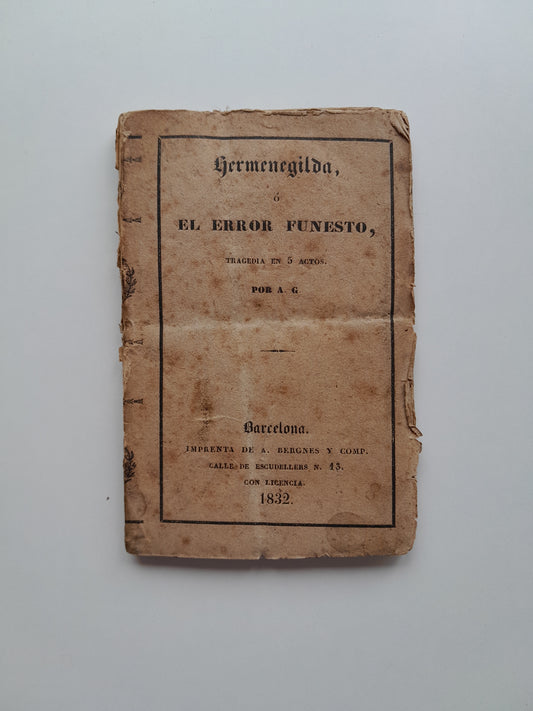 Hermenegilda,
ó
EL ERROR FUNESTO,
TRAGEDIA EN 5 ACTOS.
POR A G
Barcelona.
IMPRENTA DE A. BERGNES Y COMP.
CALLE DE ESCUDELLERS N. 13.
CON LICENCIA.
1832.